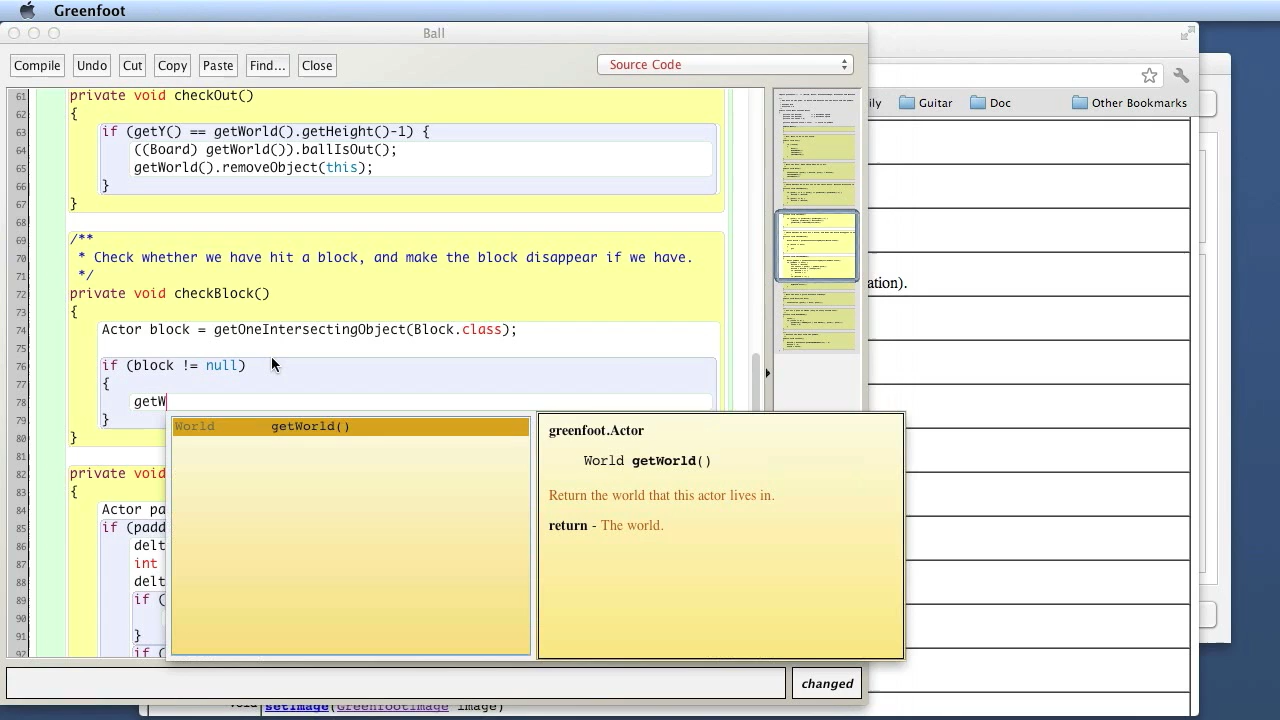 Greenfoot
Ball
Compile Undo Cut Copy Paste Find... Close Source Code
ily Guitar Doc Other Bookmarks
61 private void checkOut()
62 {
63 if (getY() == getWorld().getHeight()-1) {
64 ((Board) getWorld()).ballIsOut();
65 getWorld().removeObject(this);
66 }
67 }
68
69 /**
70 * Check whether we have hit a block, and make the block disappear if we have.
71 */
72 private void checkBlock()
73 {
74 Actor block = getOneIntersectingObject(Block.class);
75
76 if (block != null)
77 {
78 getW
79 }
80 }
81
82 private void
83 {
84 Actor pa
85 if (padd
86 delt
87 int
88 delt
89 if (
90
91 }
92 if (
World getWorld()
greenfoot.Actor
World getWorld()
Return the world that this actor lives in.
return - The world.
ation).
changed
void setImage(GreenfootImage image)